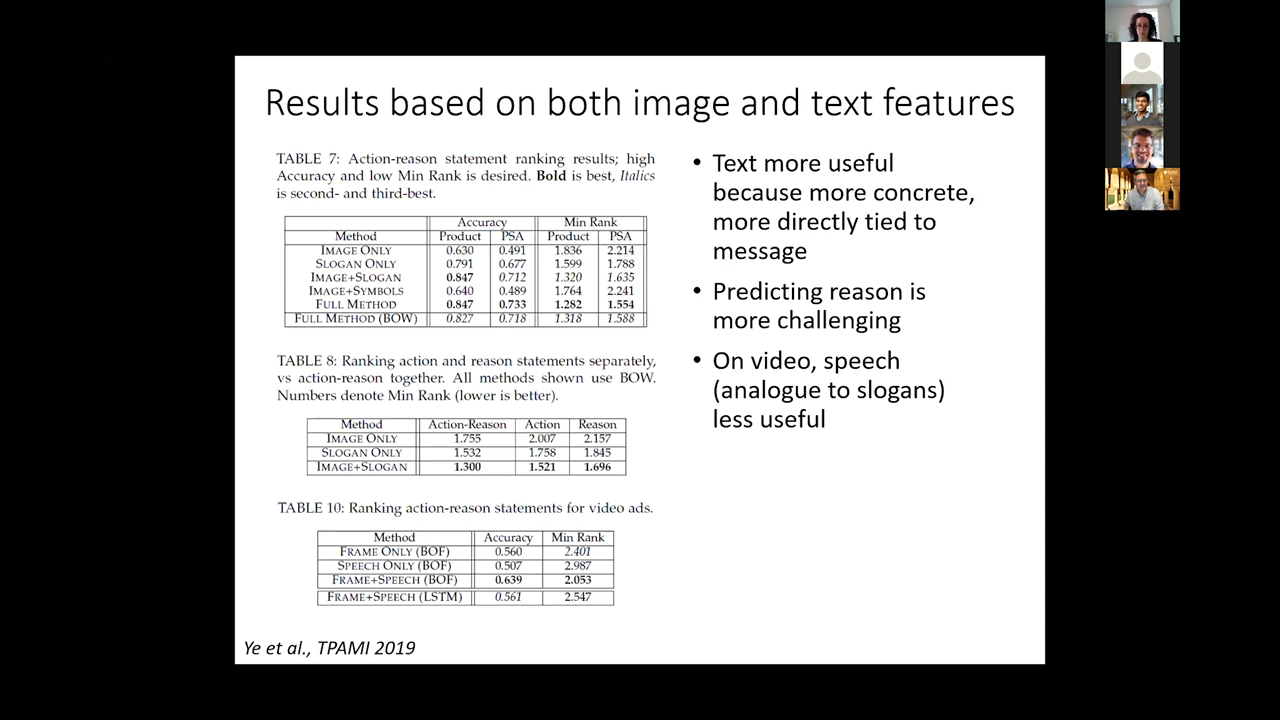 Results based on both image and text features
TABLE 7: Action-reason statement ranking results; high
Accuracy and low Min Rank is desired. Bold is best, Italics
is second- and third-best.
Accuracy Min Rank
Method Product PSA Product PSA
IMAGE ONLY 0.630 0.491 1.836 2.214
SLOGAN ONLY 0.791 0.677 1.599 1.788
IMAGE+SLOGAN 0.847 0.712 1.320 1.635
IMAGE+SYMBOLS 0.640 0.489 1.764 2.241
FULL METHOD 0.847 0.733 1.282 1.554
FULL METHOD (BOW) 0.827 0.718 1.318 1.588
TABLE 8: Ranking action and reason statements separately,
vs action-reason together. All methods shown use BOW.
Numbers denote Min Rank (lower is better).
Method Action-Reason Action Reason
IMAGE ONLY 1.755 2.007 2.157
SLOGAN ONLY 1.532 1.758 1.845
IMAGE+SLOGAN 1.300 1.521 1.696
TABLE 10: Ranking action-reason statements for video ads.
Method Accuracy Min Rank
FRAME ONLY (BOF) 0.560 2.401
SPEECH ONLY (BOF) 0.507 2.987
FRAME+SPEECH (BOF) 0.639 2.053
FRAME+SPEECH (LSTM) 0.561 2.547
• Text more useful
because more concrete,
more directly tied to
message
• Predicting reason is
more challenging
• On video, speech
(analogue to slogans)
less useful
Ye et al., TPAMI 2019